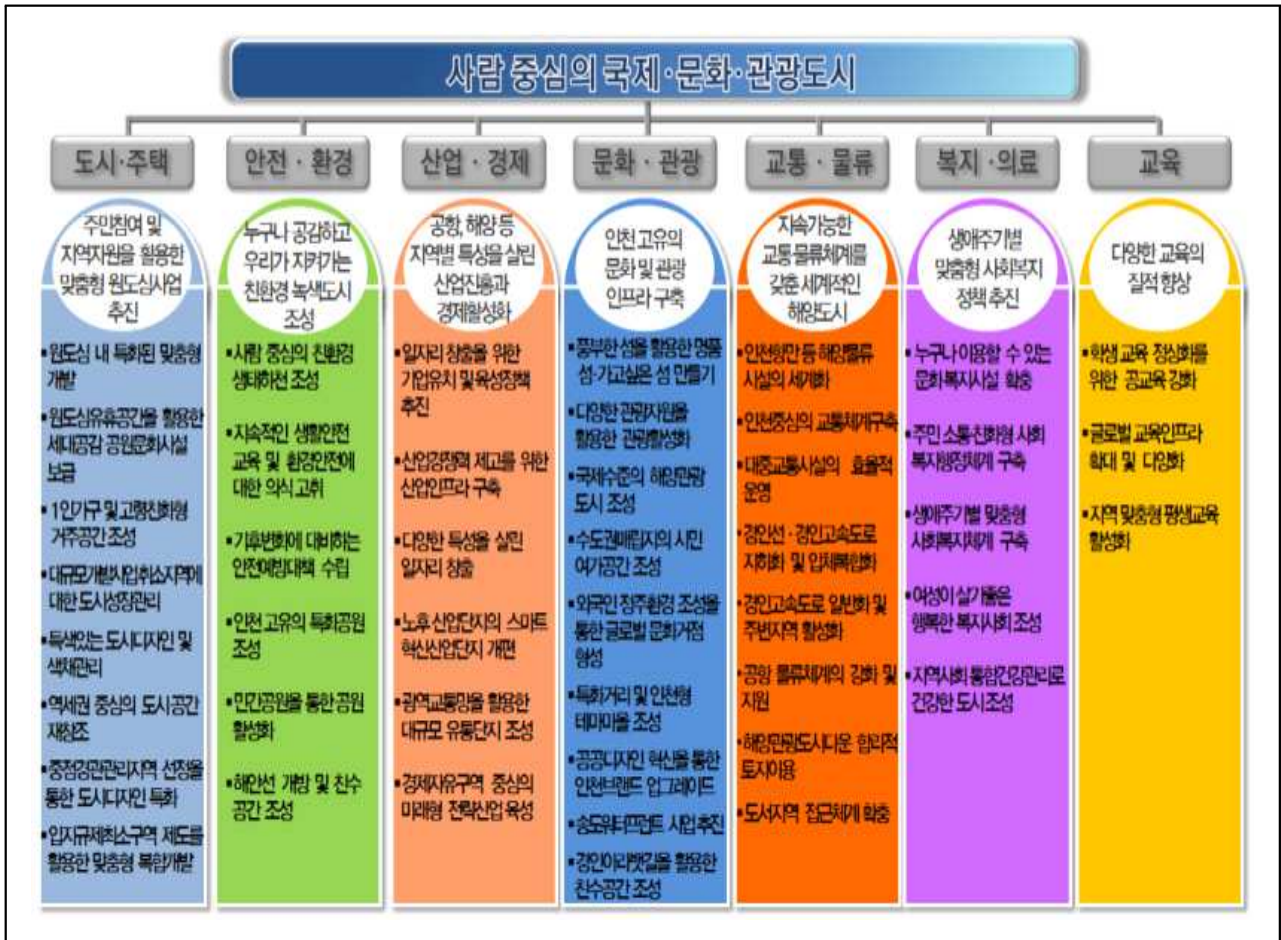 사람 중심의 국제·문화·관광도시
도시·주택
안전·환경
산업·경제
문화·관광
교통·물류
복지·의료
교육
주민참여 및
지역자원을 활용한
맞춤형 원도심사업
추진
▪원도심 내 특화된 맞춤형
개발
▪원도심유휴공간을 활용한
세대공감 공원문화시설
보급
▪1인가구 및 고령친화형
거주공간 조성
▪대규모개발사업취소지역에
대한 도시성장관리
▪특색있는 도시디자인 및
색채관리
▪역세권 중심의 도시공간
재창조
▪중점경관관리지역 선정을
통한 도시디자인 특화
▪입지규제최소구역 제도를
활용한 맞춤형 복합개발
누구나 공감하고
우리가 지켜가는
친환경 녹색도시
조성
▪사람 중심의 친환경
생태하천 조성
▪지속적인 생활안전
교육 및 환경안전에
대한 의식 고취
▪기후변화에 대비하는
안전예방대책 수립
▪인천 고유의 특화공원
조성
▪민간공원을 통한 공원
활성화
▪해안선 개방 및 친수
공간 조성
공항, 해양 등
지역별 특성을 살린
산업진흥과
경제활성화
▪일자리 창출을 위한
기업유치 및 육성정책
추진
▪산업경쟁력 제고를 위한
산업인프라 구축
▪다양한 특성을 살린
일자리 창출
▪노후 산업단지의 스마트
혁신산업단지 개편
▪광역교통망을 활용한
대규모 유통단지 조성
▪경제자유구역 중심의
미래형 전략산업 육성
인천 고유의
문화 및 관광
인프라 구축
▪풍부한 섬을 활용한 명품
섬·가고싶은 섬 만들기
▪다양한 관광자원을
활용한 관광활성화
▪국제수준의 해양관광
도시 조성
▪수도권매립지의 시민
여가공간 조성
▪외국인 정주환경 조성을
통한 글로벌 문화거점
형성
▪특화거리 및 인천형
테마마을 조성
▪공공디자인 혁신을 통한
인천브랜드 업그레이드
▪송도워터프런트 사업 추진
▪경인아라뱃길을 활용한
친수공간 조성
지속가능한
교통·물류체계를
갖춘 세계적인
해양도시
▪인천항만 등 해양물류
시설의 세계화
▪인천중심의 교통체계구축
▪대중교통시설의 효율적
운영
▪경인선·경인고속도로
지하화 및 입체복합화
▪경인고속도로 일반화 및
주변지역 활성화
▪공항 물류체계의 강화 및
지원
▪해양관광도시다운 합리적
토지이용
▪도서지역 접근체계 확충
생애주기별
맞춤형 사회복지
정책 추진
▪누구나 이용할 수 있는
문화복지시설 확충
▪주민 소통·친화형 사회
복지행정체계 구축
▪생애주기별 맞춤형
사회복지체계 구축
▪여성이 살기좋은
행복한 복지사회 조성
▪지역사회 통합건강관리로
건강한 도시조성
다양한 교육의
질적 향상
▪학생 교육 정상화를
위한 공교육 강화
▪글로벌 교육인프라
확대 및 다양화
▪지역 맞춤형 평생교육
활성화